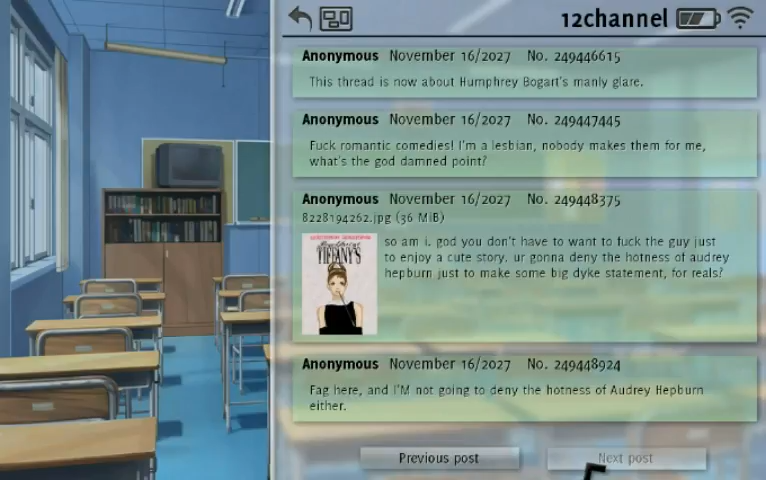 12channel
Anonymous November 16/2027 No. 249446615
This thread is now about Humphrey Bogart's manly glare.
Anonymous November 16/2027 No. 249447445
Fuck romantic comedies! I'm a lesbian, nobody makes them for me,
what's the god damned point?
Anonymous November 16/2027 No. 249448375
8228194262.jpg (36 MiB)
so am i. god you don't have to want to fuck the guy just
to enjoy a cute story. ur gonna deny the hotness of audrey
hepburn just to make some big dyke statement, for reals?
TIFFANY'S
Anonymous November 16/2027 No. 249448924
Fag here, and I'M not going to deny the hotness of Audrey Hepburn
either.
Previous post Next post